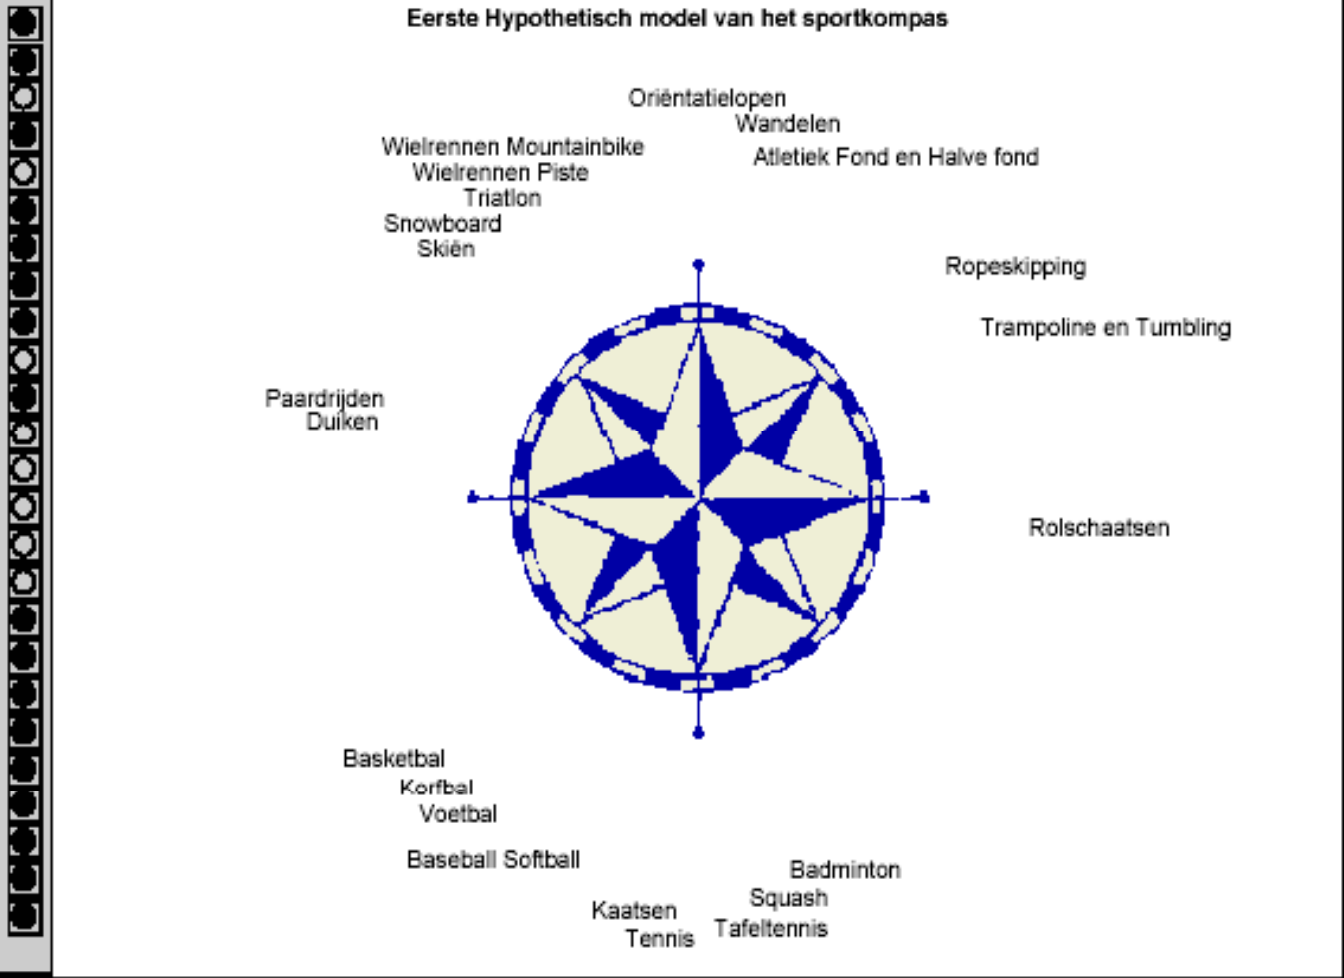 Eerste Hypothetisch model van het sportkompas
Oriëntatielopen
Wandelen
Wielrennen Mountainbike
Atletiek Fond en Halve fond
Wielrennen Piste
Triatlon
Snowboard
Skiën
Ropeskipping
Trampoline en Tumbling
Paardrijden
Duiken
Rolschaatsen
Basketbal
Korfbal
Voetbal
Baseball Softball
Badminton
Squash
Kaatsen
Tafeltennis
Tennis